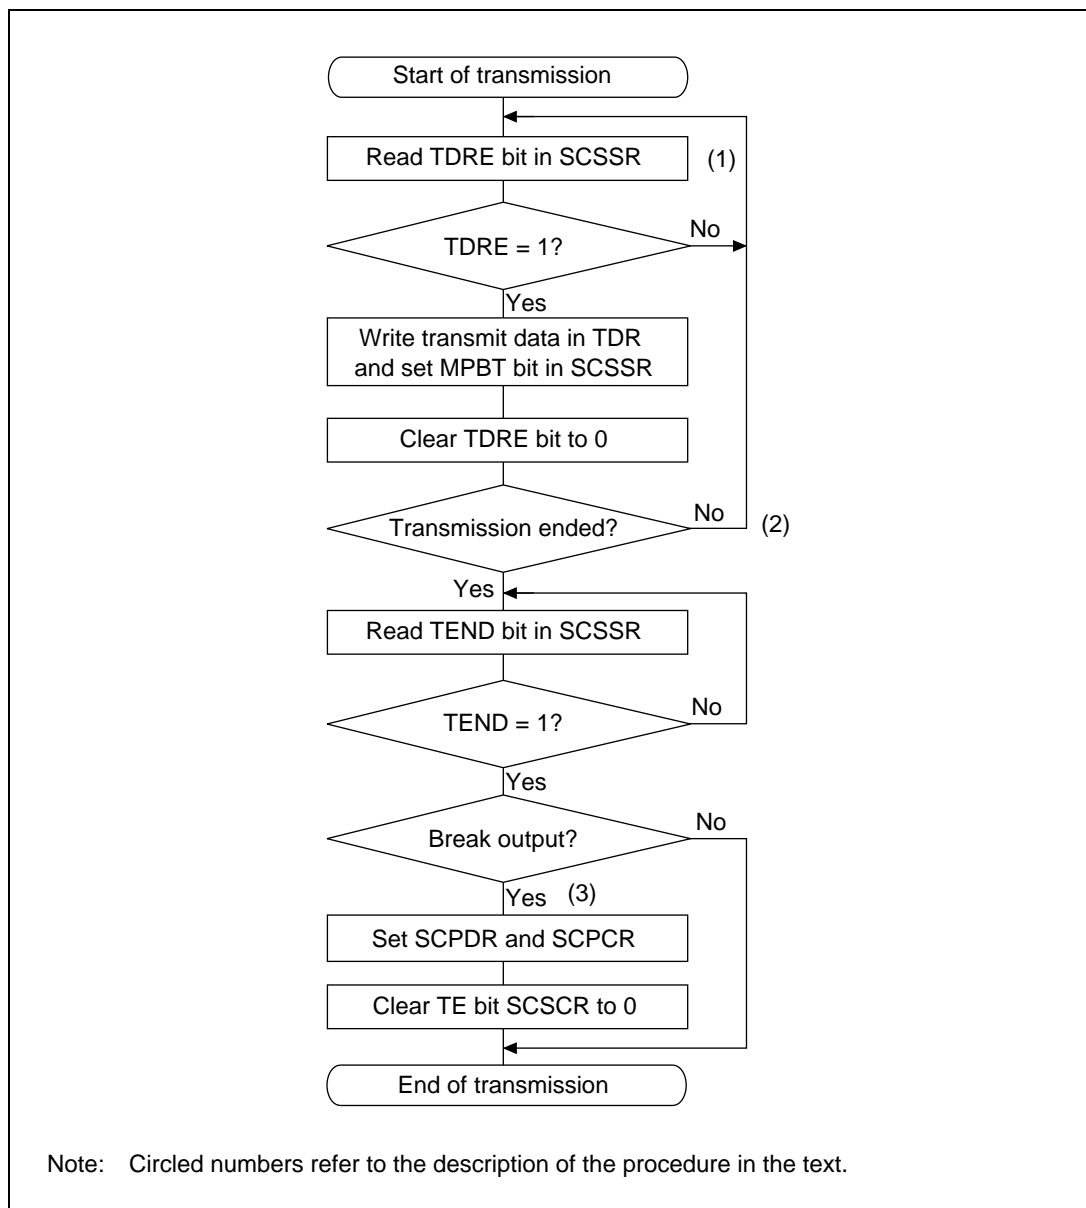 Start of transmission
Read TDRE bit in SCSSR
(1)
TDRE = 1?
No
Yes
Write transmit data in TDR
and set MPBT bit in SCSSR
Clear TDRE bit to 0
Transmission ended?
No
(2)
Yes
Read TEND bit in SCSSR
TEND = 1?
No
Yes
Break output?
No
Yes
(3)
Set SCPDR and SCPCR
Clear TE bit SCSCR to 0
End of transmission
Note: Circled numbers refer to the description of the procedure in the text.